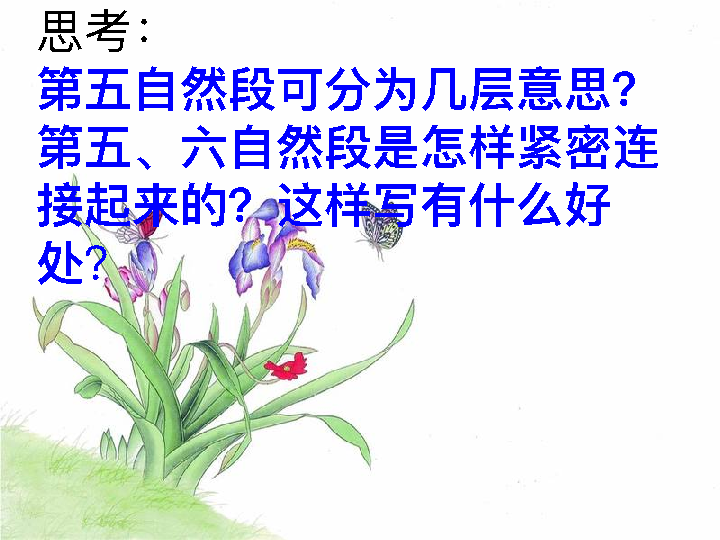 思考：
第五自然段可分为几层意思？
第五、六自然段是怎样紧密连
接起来的？这样写有什么好
处？